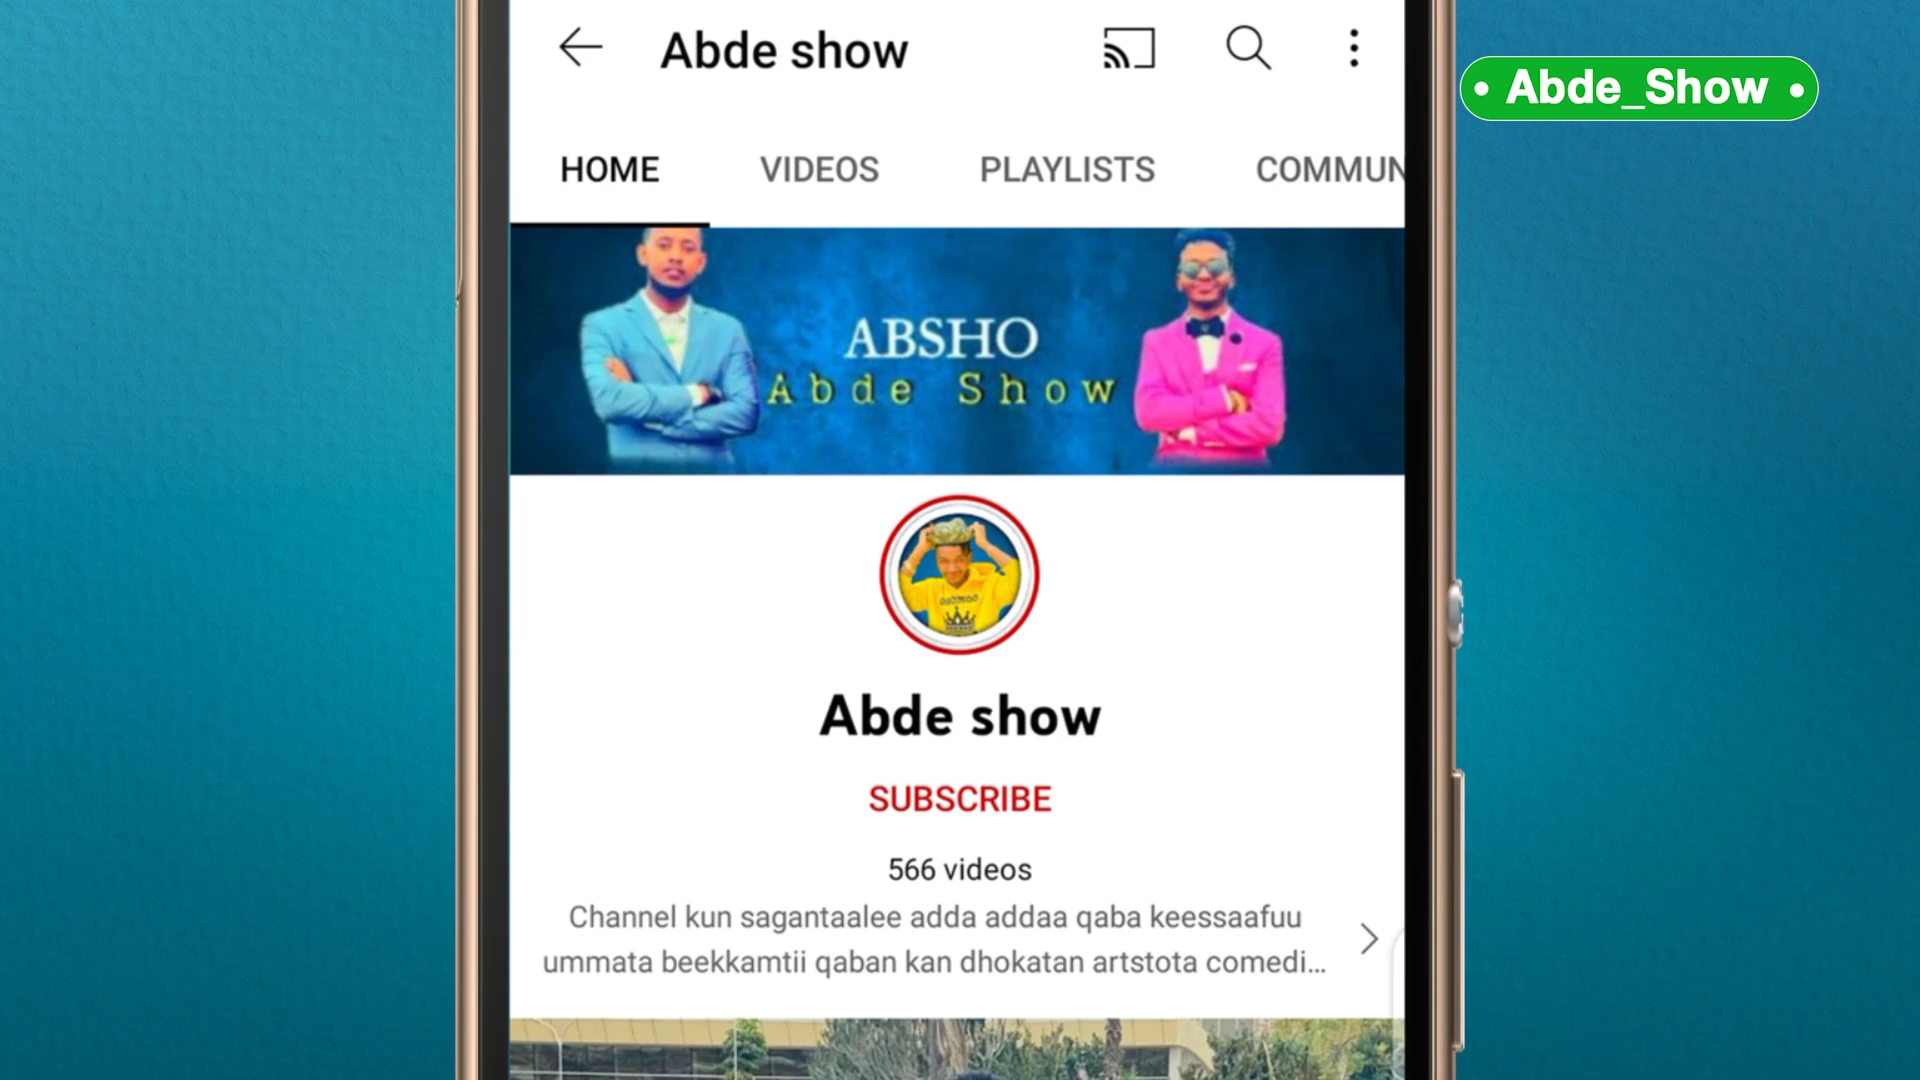 Abde show
• Abde_Show •
HOME VIDEOS PLAYLISTS COMMUN
ABSHO
Abde Show
Abde show
SUBSCRIBE
566 videos
Channel kun sagantaalee adda addaa qaba keessaafuu
ummata beekkamtii qaban kan dhokatan artstota comedi...